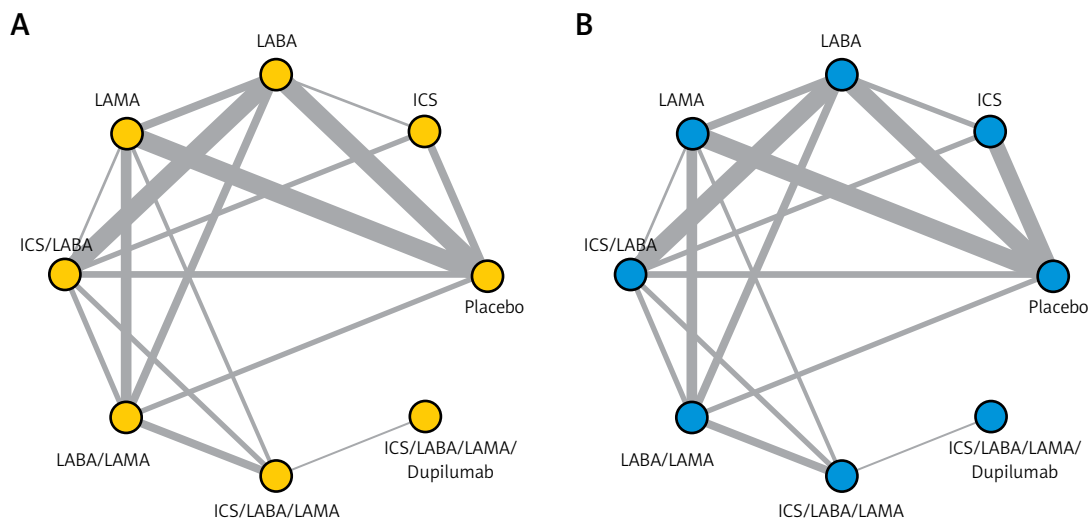 A
LABA
LAMA
ICS
ICS/LABA
Placebo
LABA/LAMA
ICS/LABA/LAMA/
Dupilumab
ICS/LABA/LAMA
B
LABA
LAMA
ICS
ICS/LABA
Placebo
LABA/LAMA
ICS/LABA/LAMA/
Dupilumab
ICS/LABA/LAMA